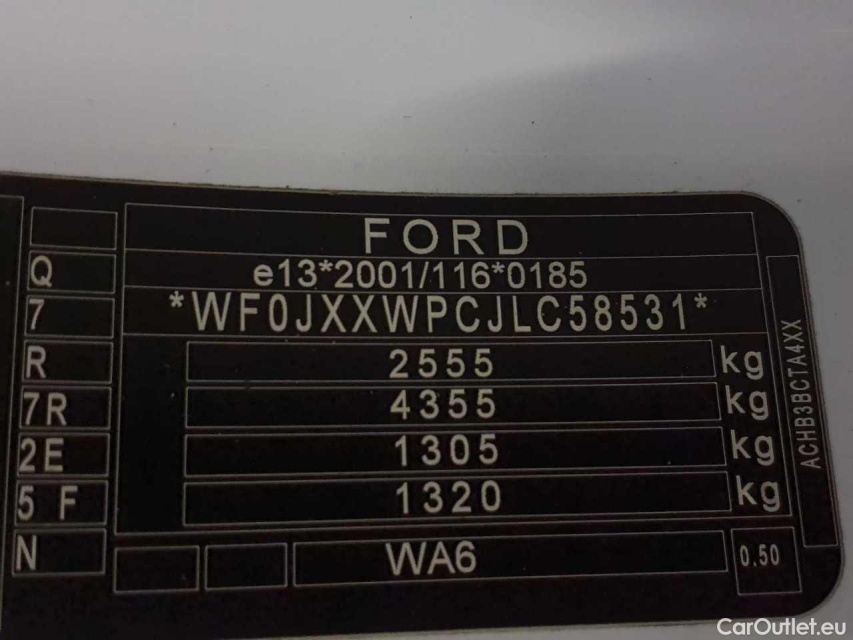 FORD
Q
e13*2001/116*0185
7
*WF0JXXWPCJLC58531*
R
2555 kg
7R
4355 kg
2E
1305 kg
5 F
1320 kg
N
WA6
0.50
ACHB3BCTA4XX
CarOutlet.eu